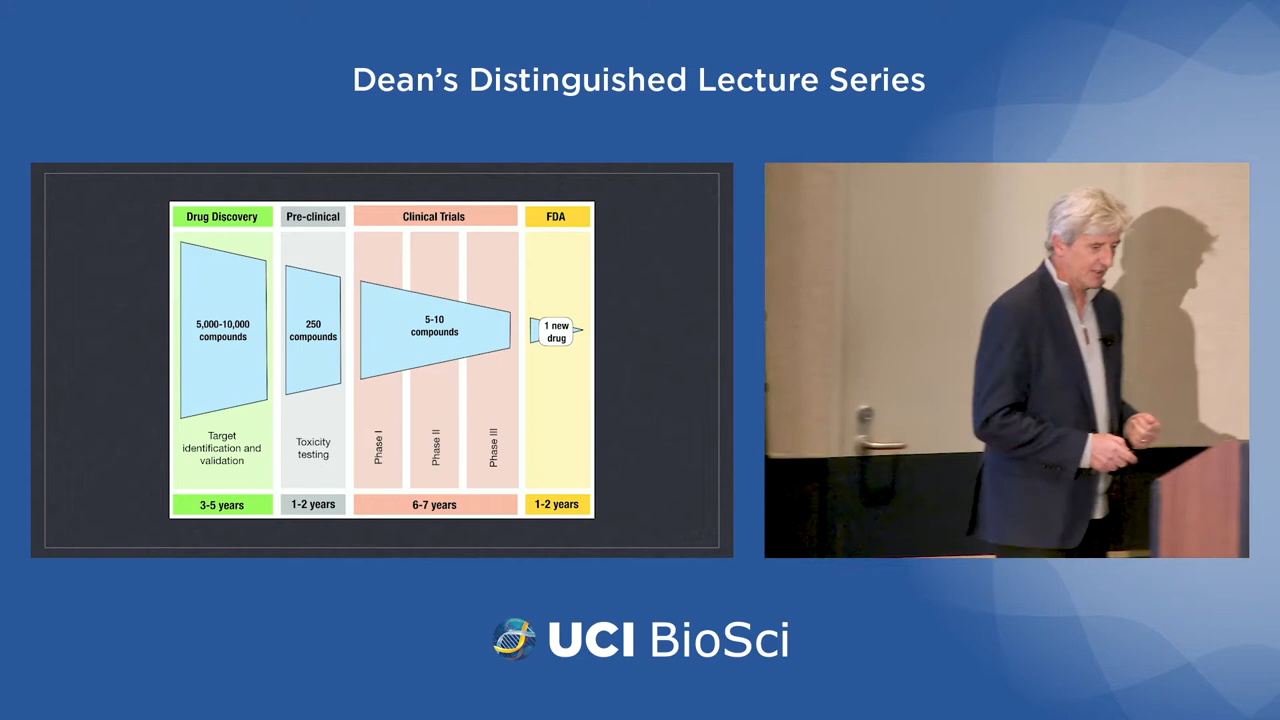 Dean’s Distinguished Lecture Series
Drug Discovery
Pre-clinical
Clinical Trials
FDA
5,000-10,000
compounds
250
compounds
5-10
compounds
1 new
drug
Target
identification and
validation
Toxicity
testing
Phase I
Phase II
Phase III
3-5 years
1-2 years
6-7 years
1-2 years
UCI BioSci